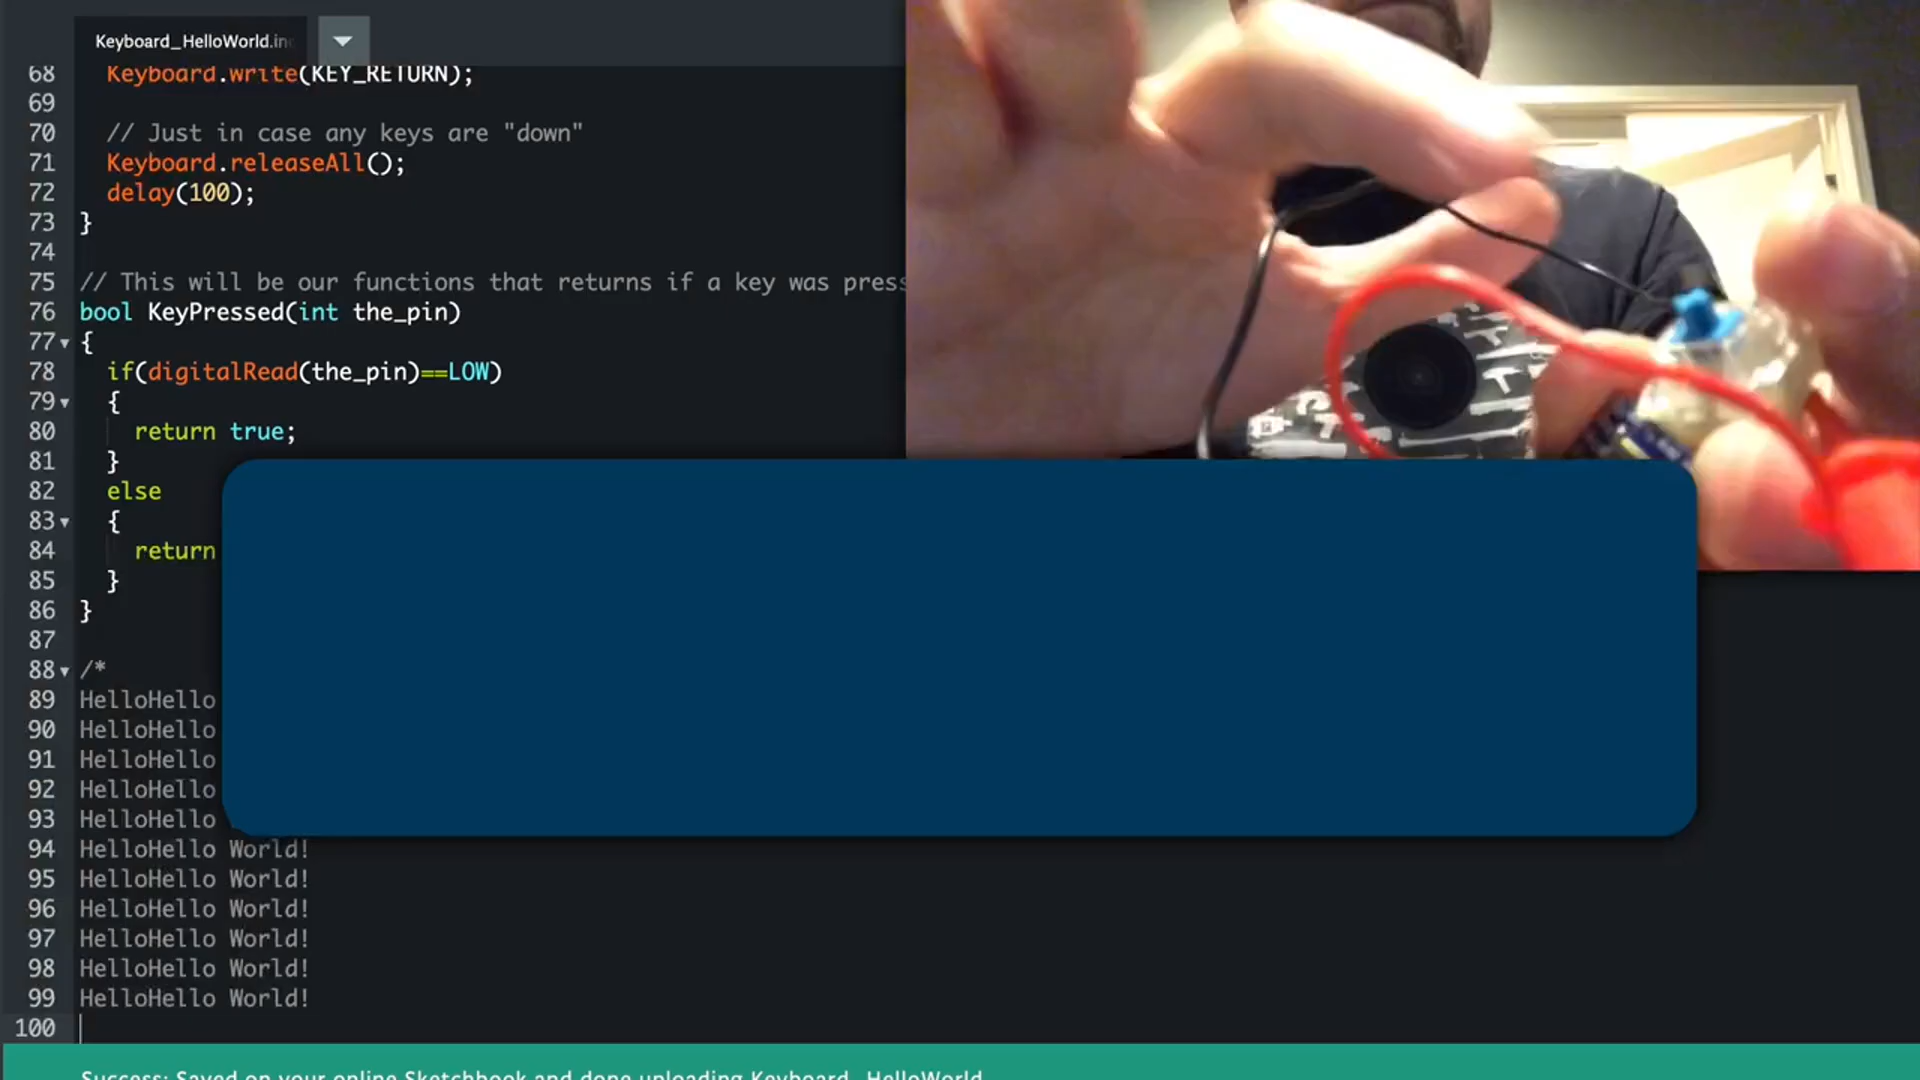 Keyboard_HelloWorld.in
68 Keyboard.write(KEY_RETURN);
69
70 // Just in case any keys are "down"
71 Keyboard.releaseAll();
72 delay(100);
73 }
74
75 // This will be our functions that returns if a key was press
76 bool KeyPressed(int the_pin)
77 {
78 if(digitalRead(the_pin)==LOW)
79 {
80 return true;
81 }
82 else
83 {
84 return
85 }
86 }
87
88 /*
89 HelloHello
90 HelloHello
91 HelloHello
92 HelloHello
93 HelloHello
94 HelloHello World!
95 HelloHello World!
96 HelloHello World!
97 HelloHello World!
98 HelloHello World!
99 HelloHello World!
100
Success: Saved on your online Sketchbook and done uploading Keyboard_HelloWorld